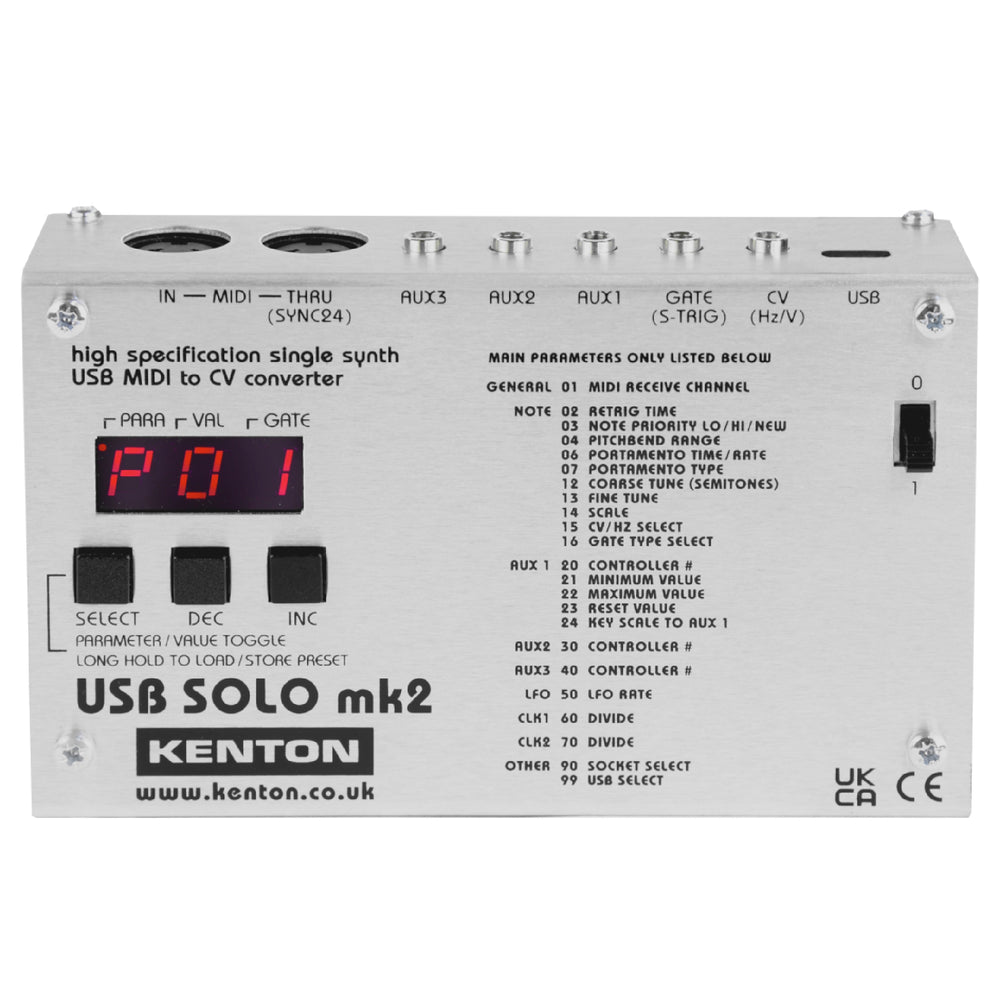 IN — MIDI — THRU
(SYNC24)
AUX3
AUX2
AUX1
GATE
(S-TRIG)
CV
(Hz/V)
USB
high specification single synth
USB MIDI to CV converter
PARA
VAL
GATE
P01
SELECT
DEC
INC
PARAMETER/VALUE TOGGLE
LONG HOLD TO LOAD/STORE PRESET
USB SOLO mk2
KENTON
www.kenton.co.uk
MAIN PARAMETERS ONLY LISTED BELOW
GENERAL 01 MIDI RECEIVE CHANNEL
NOTE 02 RETRIG TIME
03 NOTE PRIORITY LO/HI/NEW
04 PITCHBEND RANGE
06 PORTAMENTO TIME/RATE
07 PORTAMENTO TYPE
12 COARSE TUNE (SEMITONES)
13 FINE TUNE
14 SCALE
15 CV/HZ SELECT
16 GATE TYPE SELECT
AUX 1 20 CONTROLLER #
21 MINIMUM VALUE
22 MAXIMUM VALUE
23 RESET VALUE
24 KEY SCALE TO AUX 1
AUX2 30 CONTROLLER #
AUX3 40 CONTROLLER #
LFO 50 LFO RATE
CLK1 60 DIVIDE
CLK2 70 DIVIDE
OTHER 90 SOCKET SELECT
99 USB SELECT
0
1
UK
CA
CE